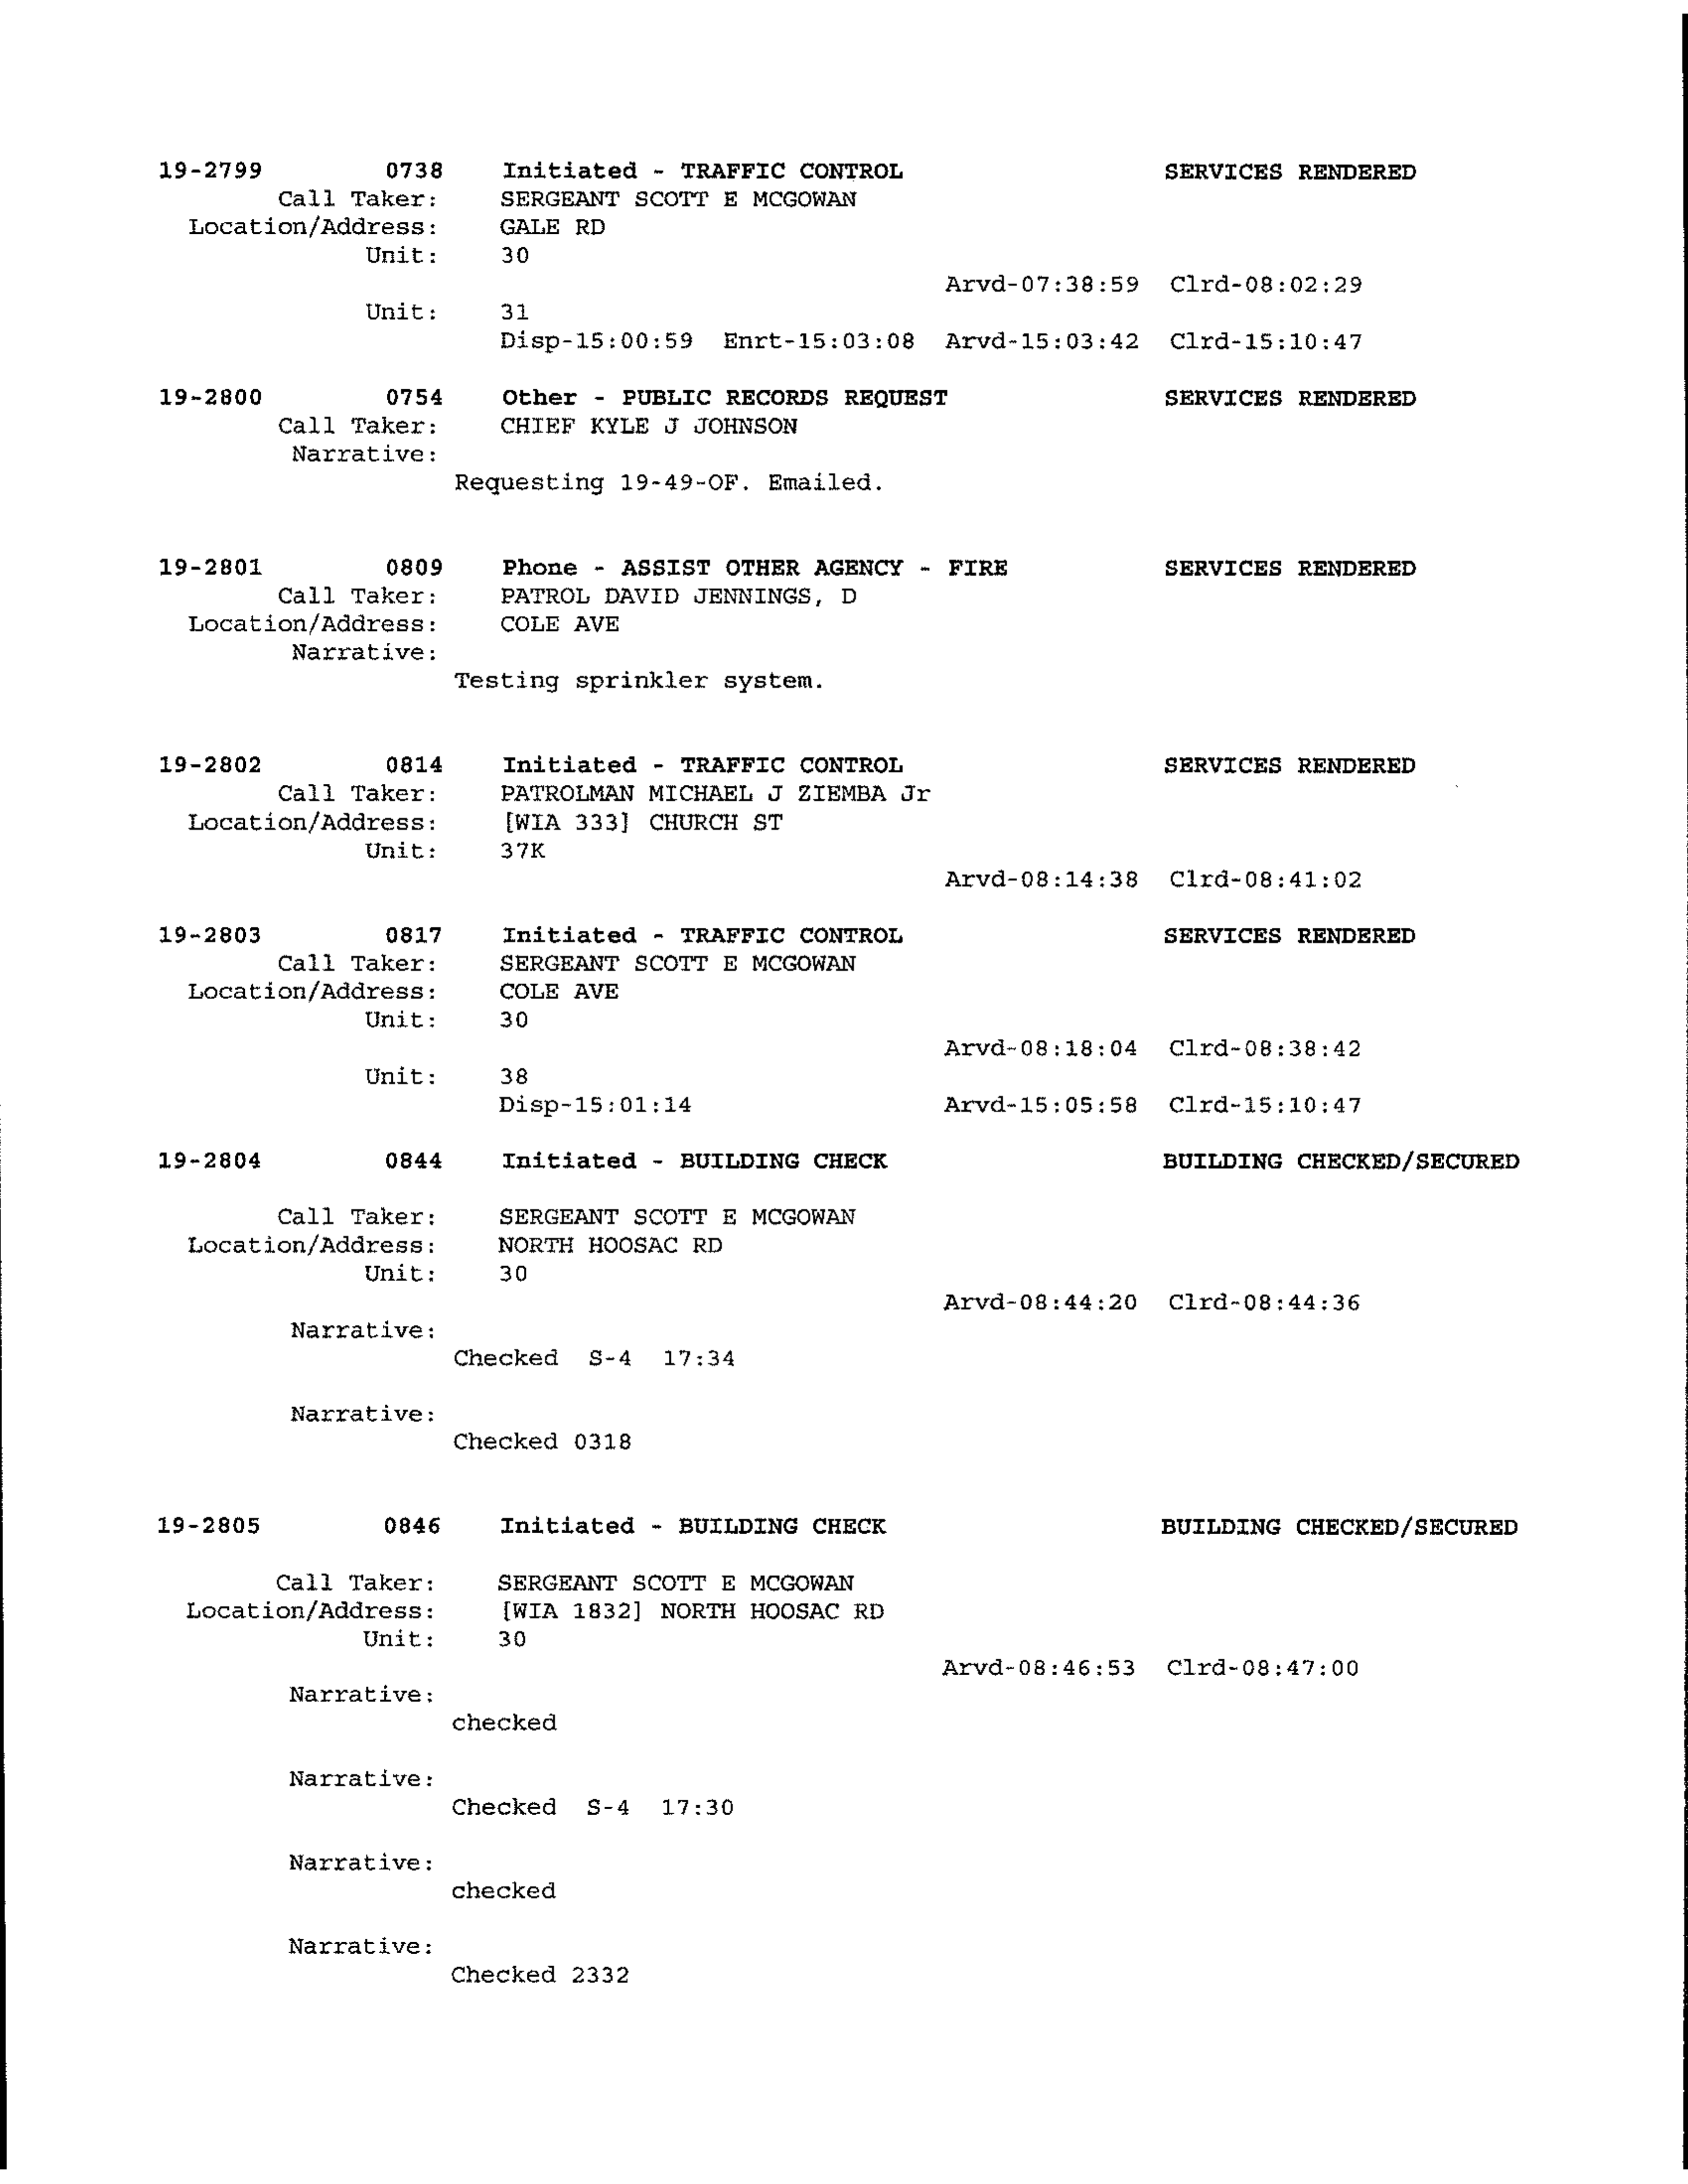 19-2799 0738 Initiated - TRAFFIC CONTROL SERVICES RENDERED
Call Taker: SERGEANT SCOTT E MCGOWAN
Location/Address: GALE RD
Unit: 30
Arvd-07:38:59 Clrd-08:02:29
Unit: 31
Disp-15:00:59 Enrt-15:03:08 Arvd-15:03:42 Clrd-15:10:47
19-2800 0754 Other - PUBLIC RECORDS REQUEST SERVICES RENDERED
Call Taker: CHIEF KYLE J JOHNSON
Narrative:
Requesting 19-49-OF. Emailed.
19-2801 0809 Phone - ASSIST OTHER AGENCY - FIRE SERVICES RENDERED
Call Taker: PATROL DAVID JENNINGS, D
Location/Address: COLE AVE
Narrative:
Testing sprinkler system.
19-2802 0814 Initiated - TRAFFIC CONTROL SERVICES RENDERED
Call Taker: PATROLMAN MICHAEL J ZIEMBA Jr
Location/Address: [WIA 333] CHURCH ST
Unit: 37K
Arvd-08:14:38 Clrd-08:41:02
19-2803 0817 Initiated - TRAFFIC CONTROL SERVICES RENDERED
Call Taker: SERGEANT SCOTT E MCGOWAN
Location/Address: COLE AVE
Unit: 30
Arvd-08:18:04 Clrd-08:38:42
Unit: 38
Disp-15:01:14 Arvd-15:05:58 Clrd-15:10:47
19-2804 0844 Initiated - BUILDING CHECK BUILDING CHECKED/SECURED
Call Taker: SERGEANT SCOTT E MCGOWAN
Location/Address: NORTH HOOSAC RD
Unit: 30
Arvd-08:44:20 Clrd-08:44:36
Narrative:
Checked S-4 17:34
Narrative:
Checked 0318
19-2805 0846 Initiated - BUILDING CHECK BUILDING CHECKED/SECURED
Call Taker: SERGEANT SCOTT E MCGOWAN
Location/Address: [WIA 1832] NORTH HOOSAC RD
Unit: 30
Arvd-08:46:53 Clrd-08:47:00
Narrative:
checked
Narrative:
Checked S-4 17:30
Narrative:
checked
Narrative:
Checked 2332